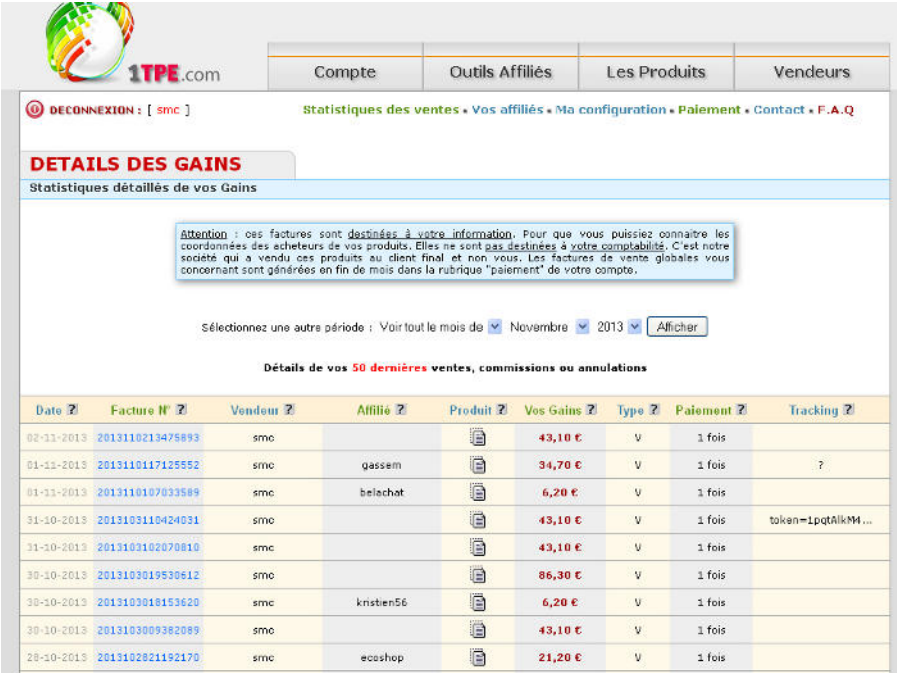 1TPE.com
Compte Outils Affiliés Les Produits Vendeurs
DECONNEXION : [ smc ] Statistiques des ventes • Vos affiliés • Ma configuration • Paiement • Contact • F.A.Q
DETAILS DES GAINS
Statistiques détaillés de vos Gains
Attention : ces factures sont destinées à votre information. Pour que vous puissiez connaitre les
coordonnées des acheteurs de vos produits. Elles ne sont pas destinées à votre comptabilité. C'est notre
société qui a vendu ces produits au client final et non vous. Les factures de vente globales vous
concernant sont générées en fin de mois dans la rubrique "paiement" de votre compte.
Sélectionnez une autre période : Voir tout le mois de Novembre 2013 Afficher
Détails de vos 50 dernières ventes, commissions ou annulations
Date ? Facture N° ? Vendeur ? Affilié ? Produit ? Vos Gains ? Type ? Paiement ? Tracking ?
02-11-2013 2013110213475893 smc 43,10 € V 1 fois
01-11-2013 2013110117125552 smc gassem 34,70 € V 1 fois ?
01-11-2013 2013110107033589 smc belachat 6,20 € V 1 fois
31-10-2013 2013103110424031 smc 43,10 € V 1 fois token=1pqtAlkM4...
31-10-2013 2013103102070810 smc 43,10 € V 1 fois
30-10-2013 2013103019530612 smc 86,30 € V 1 fois
30-10-2013 2013103018153620 smc kristien56 6,20 € V 1 fois
30-10-2013 2013103009382089 smc 43,10 € V 1 fois
28-10-2013 2013102821192170 smc ecoshop 21,20 € V 1 fois